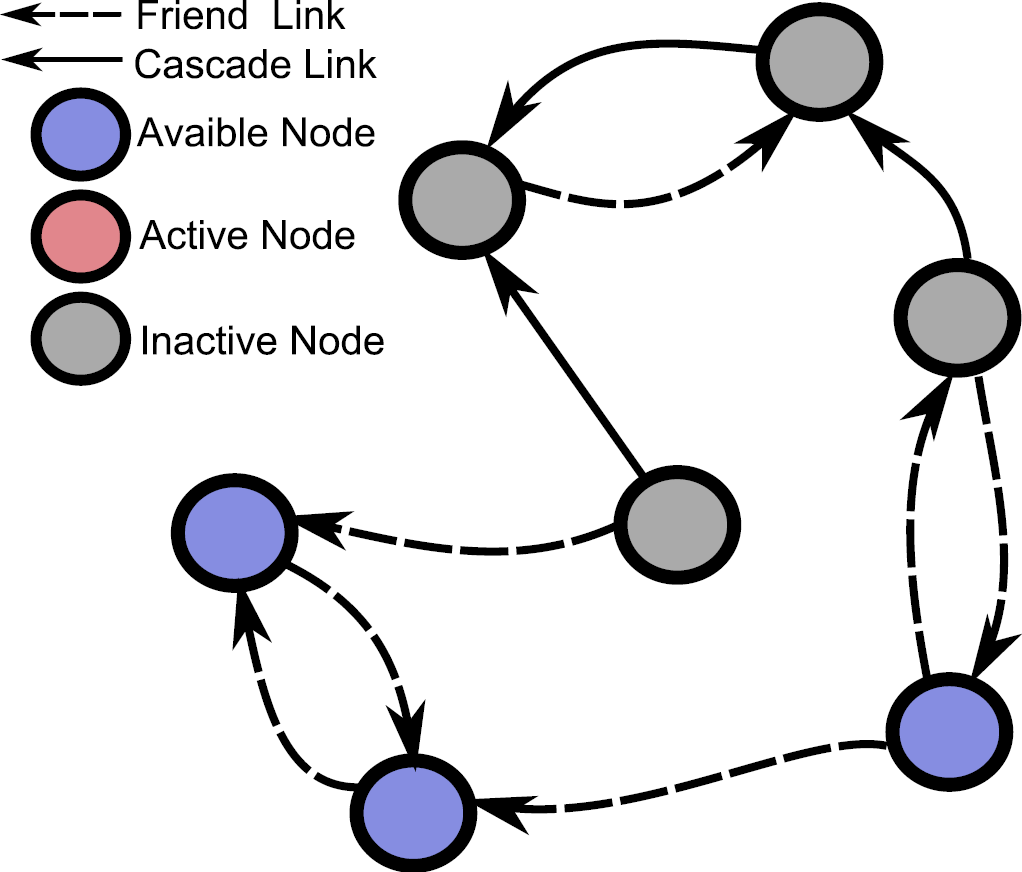 Friend Link
Cascade Link
Avaible Node
Active Node
Inactive Node